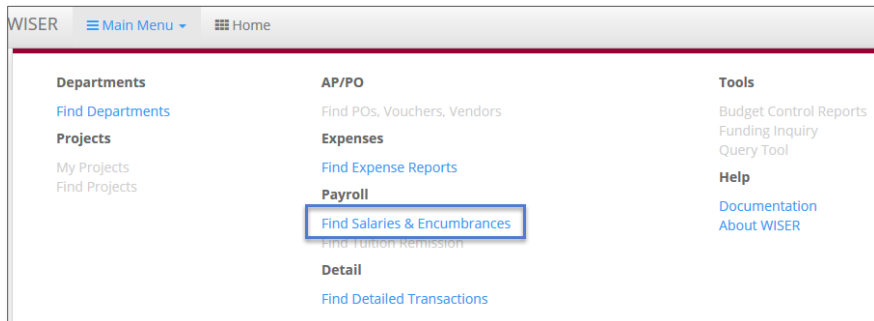 WISER Main Menu Home
Departments
Find Departments
Projects
My Projects
Find Projects
AP/PO
Find POs, Vouchers, Vendors
Expenses
Find Expense Reports
Payroll
Find Salaries & Encumbrances
Find Tuition Remission
Detail
Find Detailed Transactions
Tools
Budget Control Reports
Funding Inquiry
Query Tool
Help
Documentation
About WISER